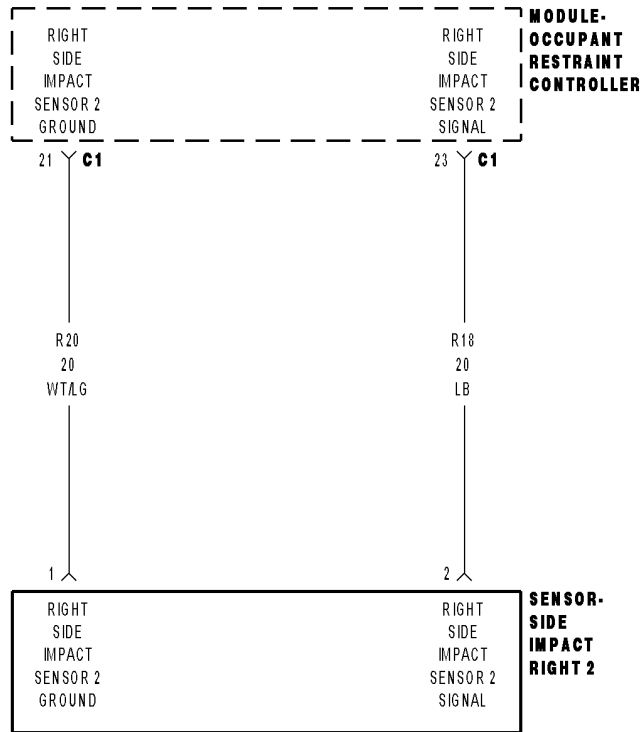 MODULE-
OCCUPANT
RESTRAINT
CONTROLLER
RIGHT
SIDE
IMPACT
SENSOR 2
GROUND
RIGHT
SIDE
IMPACT
SENSOR 2
SIGNAL
21 C1
23 C1
R20
20
WT/LG
R18
20
LB
1
2
RIGHT
SIDE
IMPACT
SENSOR 2
GROUND
RIGHT
SIDE
IMPACT
SENSOR 2
SIGNAL
SENSOR-
SIDE
IMPACT
RIGHT 2